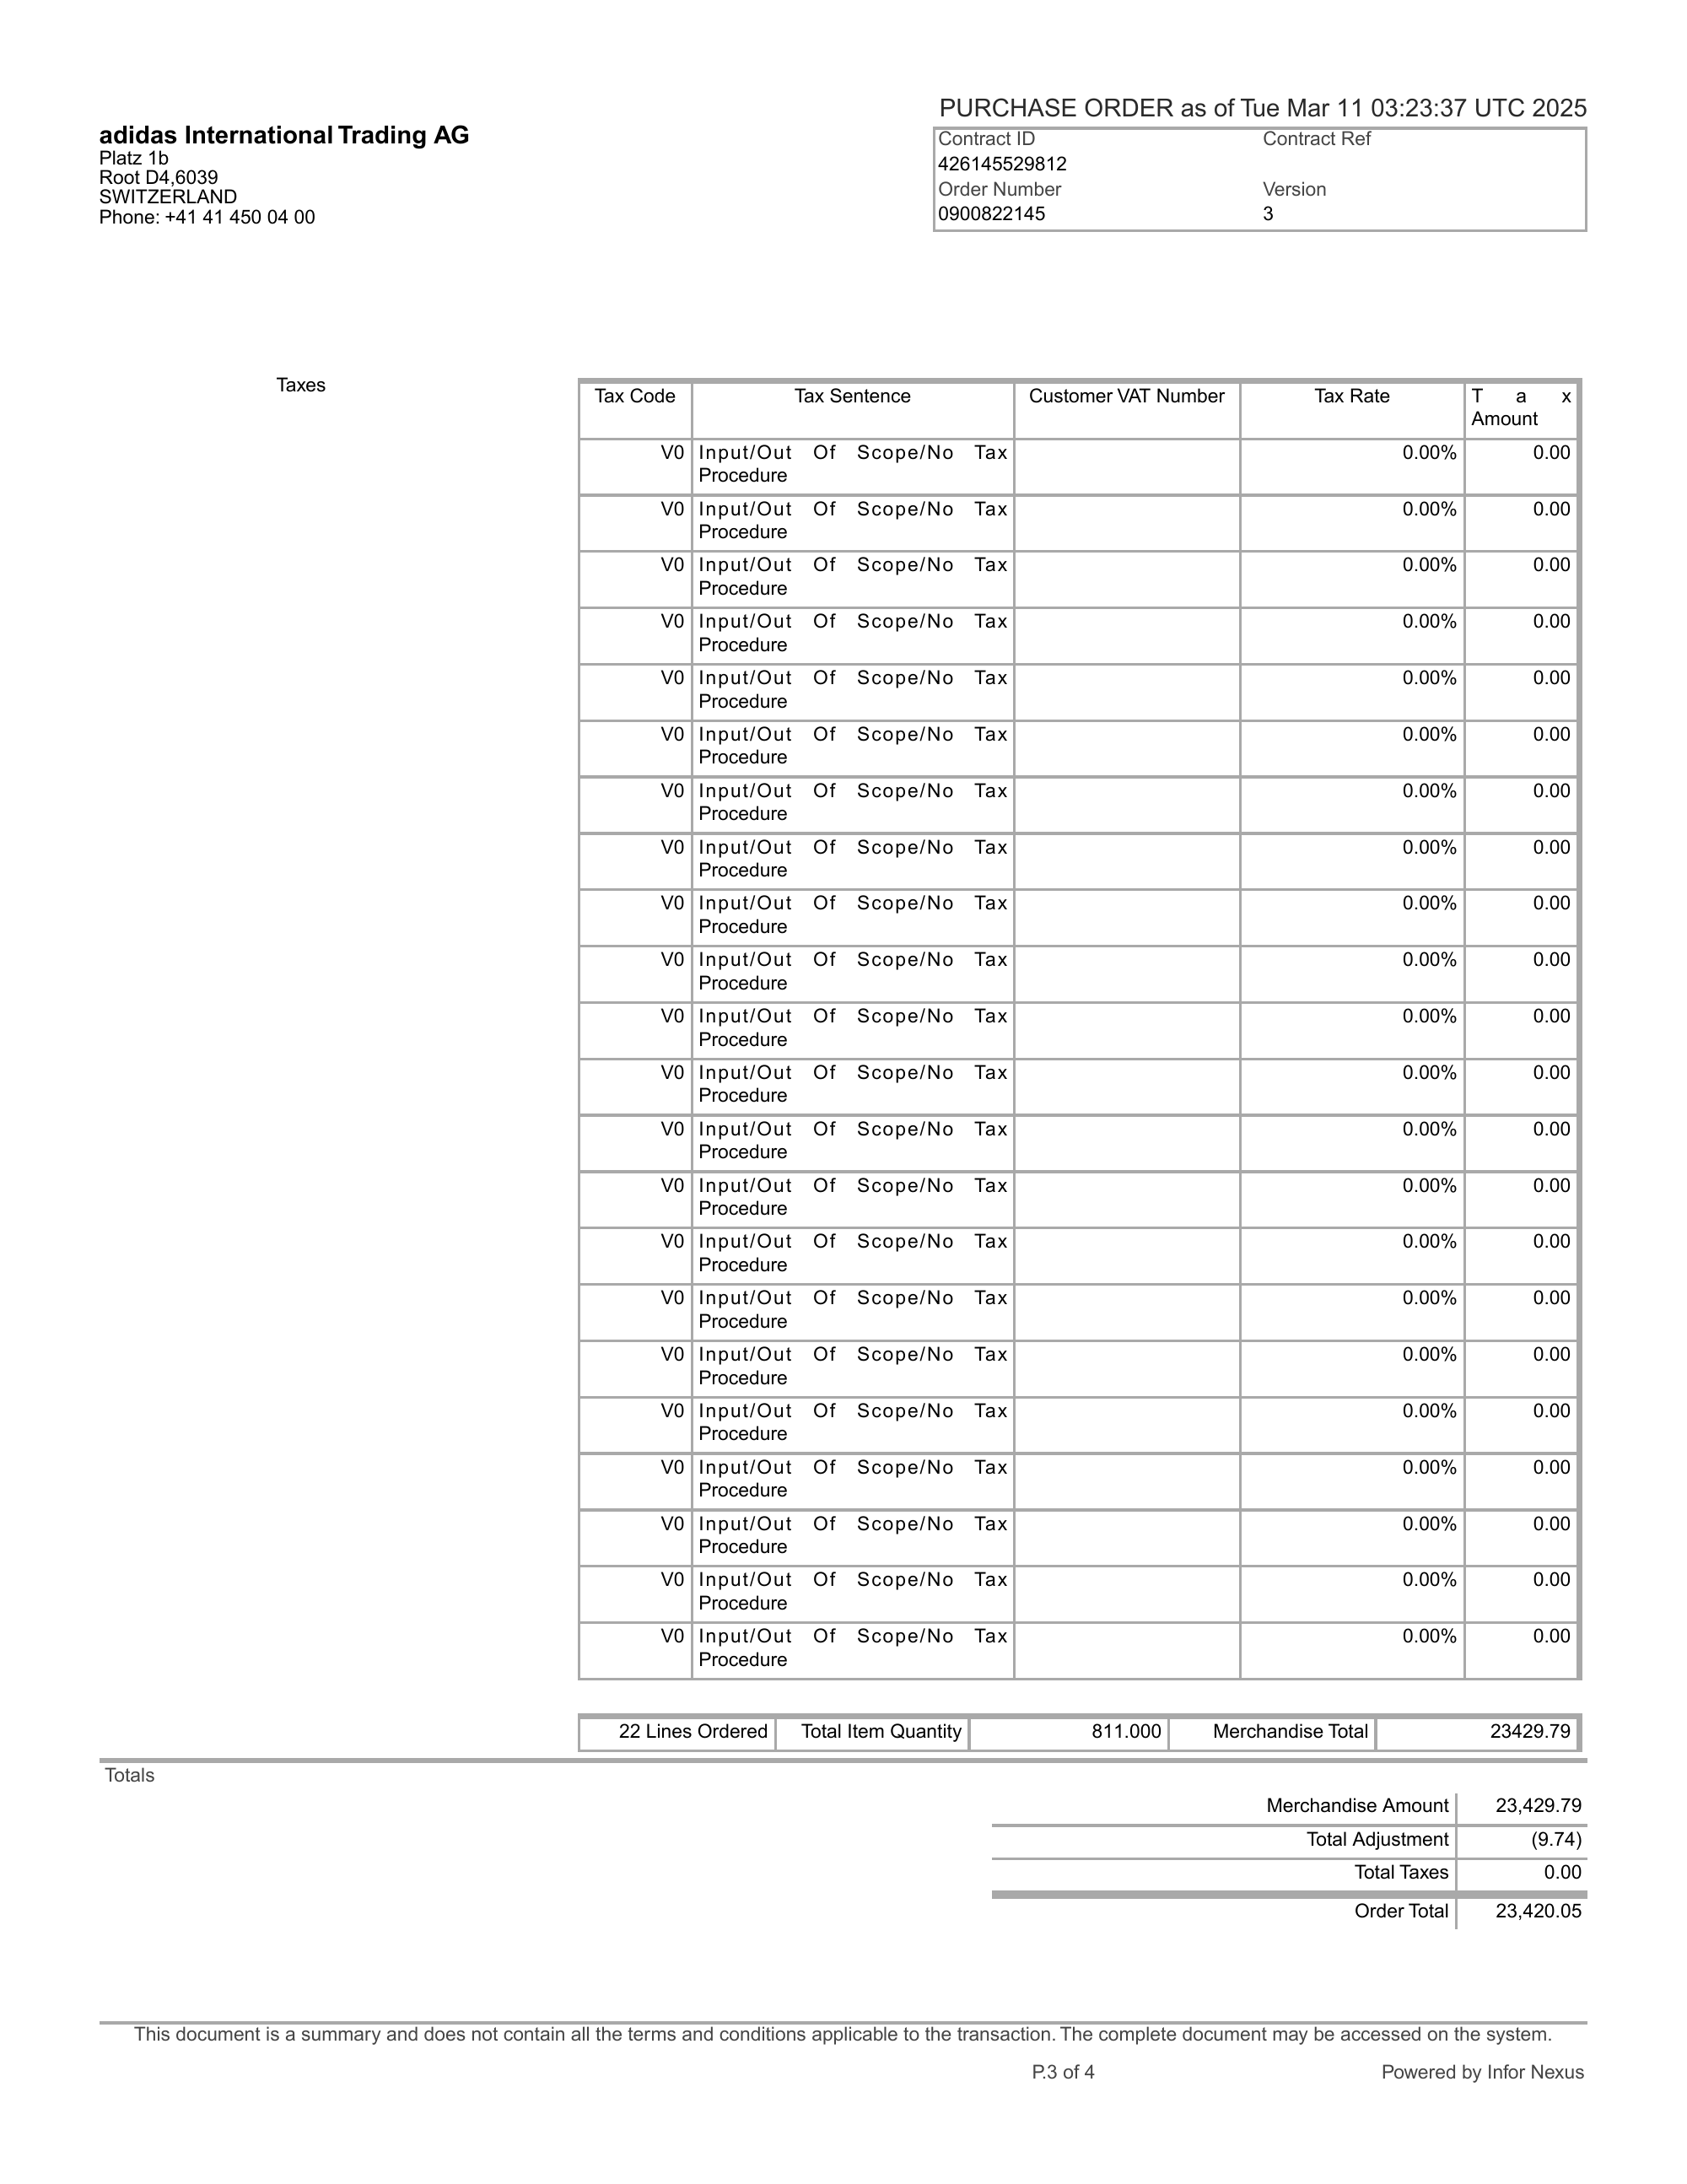 PURCHASE ORDER as of Tue Mar 11 03:23:37 UTC 2025
adidas International Trading AG
Platz 1b
Root D4,6039
SWITZERLAND
Phone: +41 41 450 04 00
Contract ID Contract Ref
426145529812
Order Number Version
0900822145 3
Taxes
Tax Code Tax Sentence Customer VAT Number Tax Rate T a x
Amount
V0 Input/Out Of Scope/No Tax 0.00% 0.00
Procedure
V0 Input/Out Of Scope/No Tax 0.00% 0.00
Procedure
V0 Input/Out Of Scope/No Tax 0.00% 0.00
Procedure
V0 Input/Out Of Scope/No Tax 0.00% 0.00
Procedure
V0 Input/Out Of Scope/No Tax 0.00% 0.00
Procedure
V0 Input/Out Of Scope/No Tax 0.00% 0.00
Procedure
V0 Input/Out Of Scope/No Tax 0.00% 0.00
Procedure
V0 Input/Out Of Scope/No Tax 0.00% 0.00
Procedure
V0 Input/Out Of Scope/No Tax 0.00% 0.00
Procedure
V0 Input/Out Of Scope/No Tax 0.00% 0.00
Procedure
V0 Input/Out Of Scope/No Tax 0.00% 0.00
Procedure
V0 Input/Out Of Scope/No Tax 0.00% 0.00
Procedure
V0 Input/Out Of Scope/No Tax 0.00% 0.00
Procedure
V0 Input/Out Of Scope/No Tax 0.00% 0.00
Procedure
V0 Input/Out Of Scope/No Tax 0.00% 0.00
Procedure
V0 Input/Out Of Scope/No Tax 0.00% 0.00
Procedure
V0 Input/Out Of Scope/No Tax 0.00% 0.00
Procedure
V0 Input/Out Of Scope/No Tax 0.00% 0.00
Procedure
V0 Input/Out Of Scope/No Tax 0.00% 0.00
Procedure
V0 Input/Out Of Scope/No Tax 0.00% 0.00
Procedure
V0 Input/Out Of Scope/No Tax 0.00% 0.00
Procedure
V0 Input/Out Of Scope/No Tax 0.00% 0.00
Procedure
22 Lines Ordered Total Item Quantity 811.000 Merchandise Total 23429.79
Totals
Merchandise Amount 23,429.79
Total Adjustment (9.74)
Total Taxes 0.00
Order Total 23,420.05
This document is a summary and does not contain all the terms and conditions applicable to the transaction. The complete document may be accessed on the system.
P.3 of 4 Powered by Infor Nexus